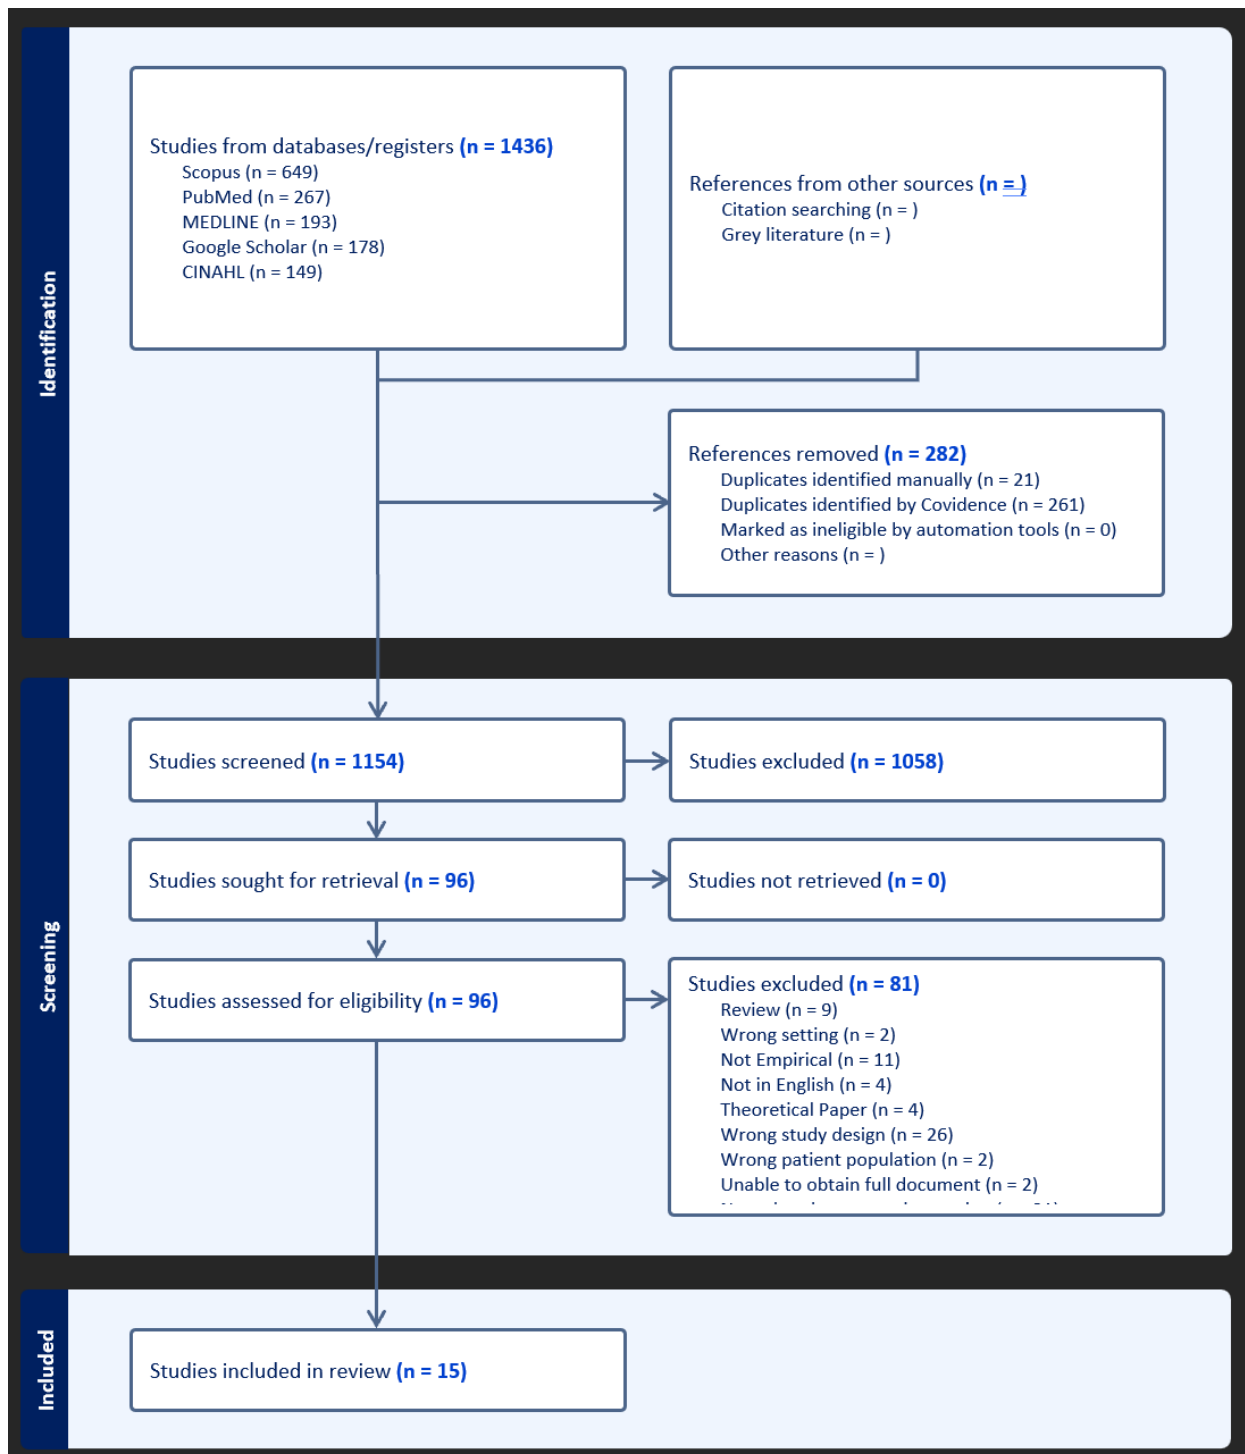 Identification
Studies from databases/registers (n = 1436)
Scopus (n = 649)
PubMed (n = 267)
MEDLINE (n = 193)
Google Scholar (n = 178)
CINAHL (n = 149)
References from other sources (n = )
Citation searching (n = )
Grey literature (n = )
References removed (n = 282)
Duplicates identified manually (n = 21)
Duplicates identified by Covidence (n = 261)
Marked as ineligible by automation tools (n = 0)
Other reasons (n = )
Screening
Studies screened (n = 1154)
Studies excluded (n = 1058)
Studies sought for retrieval (n = 96)
Studies not retrieved (n = 0)
Studies assessed for eligibility (n = 96)
Studies excluded (n = 81)
Review (n = 9)
Wrong setting (n = 2)
Not Empirical (n = 11)
Not in English (n = 4)
Theoretical Paper (n = 4)
Wrong study design (n = 26)
Wrong patient population (n = 2)
Unable to obtain full document (n = 2)
Included
Studies included in review (n = 15)